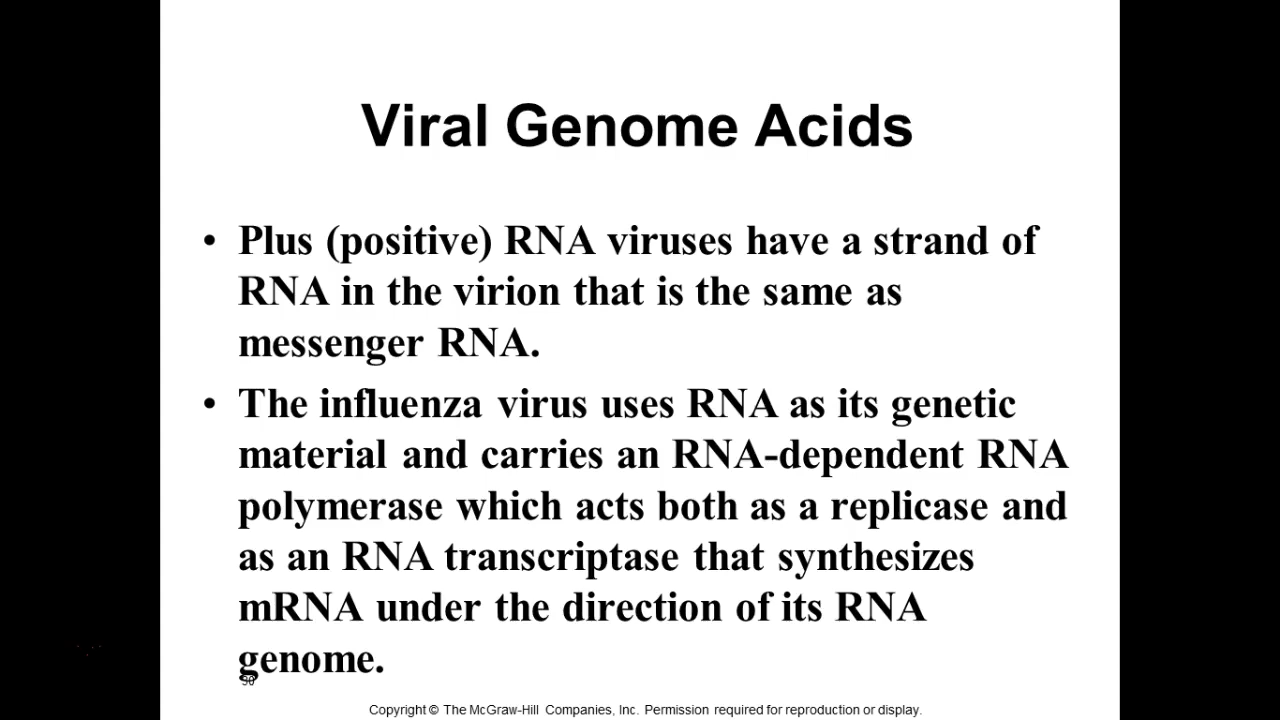 Viral Genome Acids
• Plus (positive) RNA viruses have a strand of
RNA in the virion that is the same as
messenger RNA.
• The influenza virus uses RNA as its genetic
material and carries an RNA-dependent RNA
polymerase which acts both as a replicase and
as an RNA transcriptase that synthesizes
mRNA under the direction of its RNA
genome.
Copyright © The McGraw-Hill Companies, Inc. Permission required for reproduction or display.